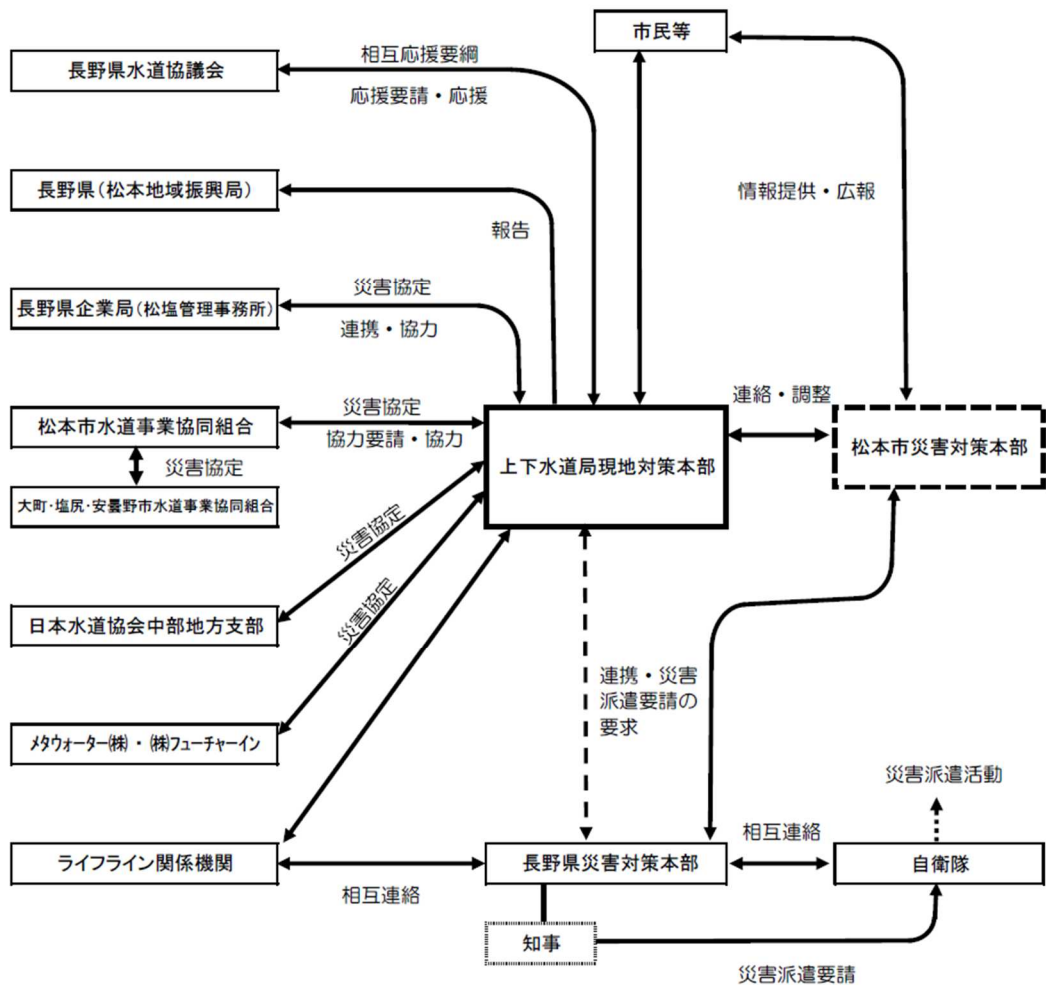 市民等
長野県水道協議会
相互応援要綱
応援要請・応援
長野県(松本地域振興局)
報告
情報提供・広報
長野県企業局(松塩管理事務所)
災害協定
連携・協力
松本市水道事業協同組合
災害協定
協力要請・協力
上下水道局現地対策本部
連絡・調整
松本市災害対策本部
災害協定
大町・塩尻・安曇野市水道事業協同組合
災害協定
日本水道協会中部地方支部
災害協定
メタウォーター㈱・㈱フューチャーイン
連携・災害
派遣要請の
要求
災害派遣活動
ライフライン関係機関
相互連絡
長野県災害対策本部
相互連絡
自衛隊
知事
災害派遣要請